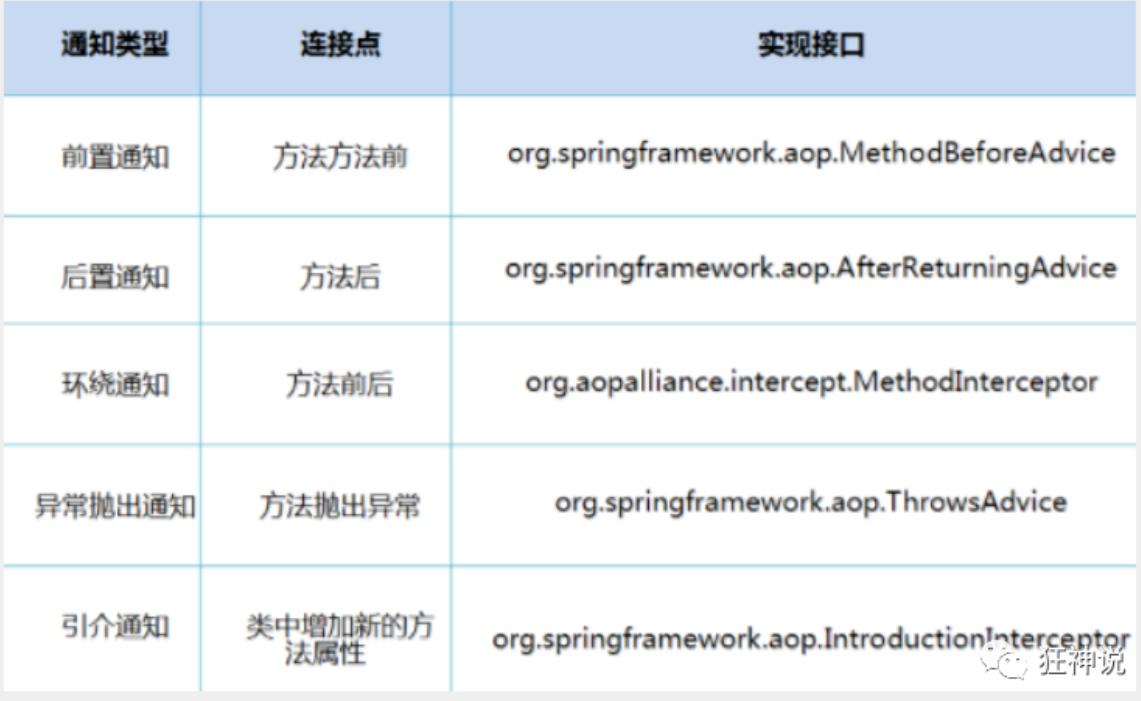 通知类型 连接点 实现接口
前置通知 方法方法前 org.springframework.aop.MethodBeforeAdvice
后置通知 方法后 org.springframework.aop.AfterReturningAdvice
环绕通知 方法前后 org.aopalliance.intercept.MethodInterceptor
异常抛出通知 方法抛出异常 org.springframework.aop.ThrowsAdvice
引介通知 类中增加新的方
法属性 org.springframework.aop.IntroductionInterceptor
狂神说